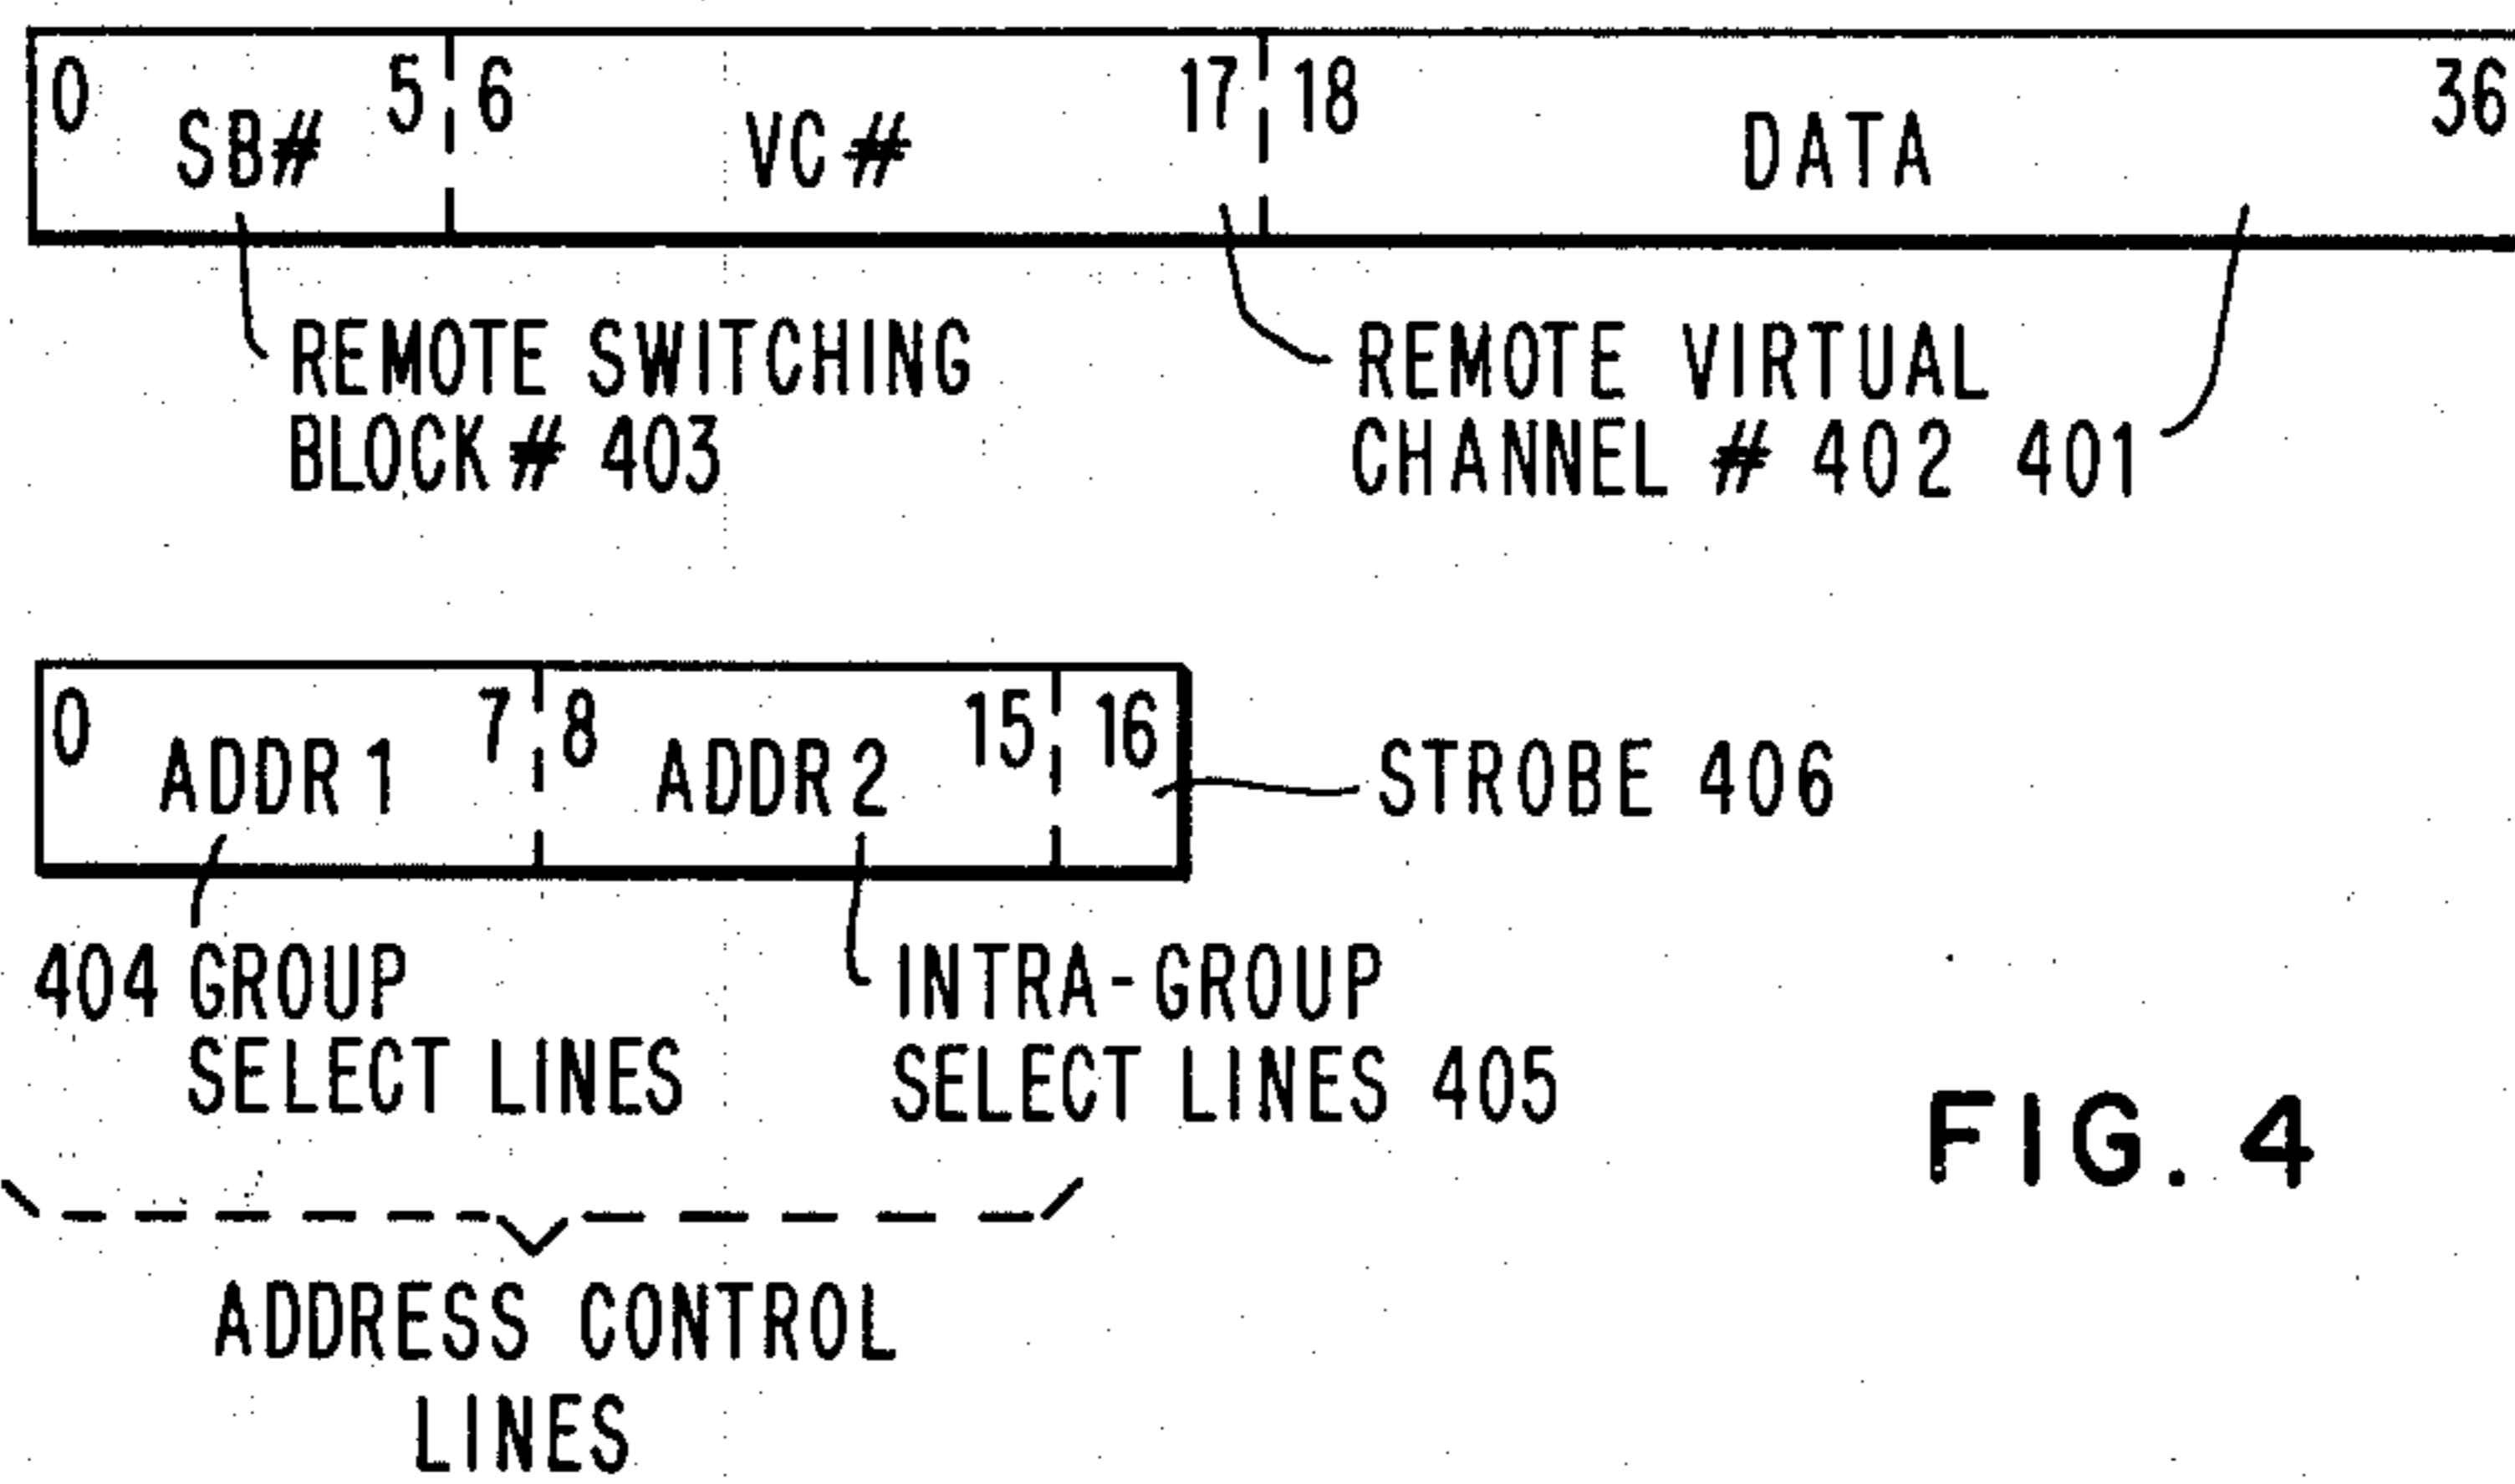 0 5 6 17 18 36
SB# VC # DATA
REMOTE SWITCHING
BLOCK # 403
REMOTE VIRTUAL
CHANNEL # 402 401
0 7 8 15 16
ADDR 1 ADDR 2
STROBE 406
404 GROUP
SELECT LINES
INTRA-GROUP
SELECT LINES 405
ADDRESS CONTROL
LINES
FIG. 4